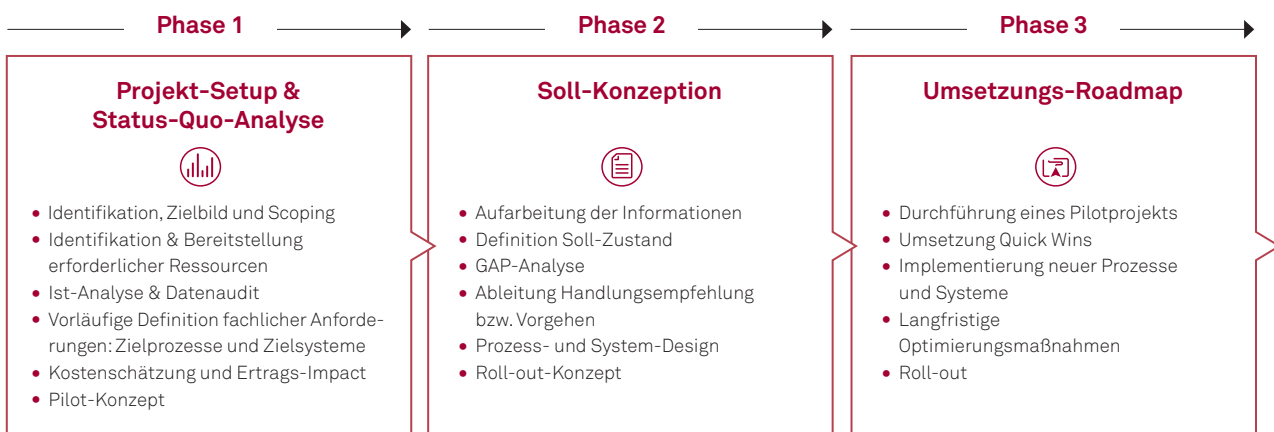 Phase 1
Projekt-Setup &
Status-Quo-Analyse
• Identifikation, Zielbild und Scoping
• Identifikation & Bereitstellung
erforderlicher Ressourcen
• Ist-Analyse & Datenaudit
• Vorläufige Definition fachlicher Anforde-
rungen: Zielprozesse und Zielsysteme
• Kostenschätzung und Ertrags-Impact
• Pilot-Konzept
Phase 2
Soll-Konzeption
• Aufarbeitung der Informationen
• Definition Soll-Zustand
• GAP-Analyse
• Ableitung Handlungsempfehlung
bzw. Vorgehen
• Prozess- und System-Design
• Roll-out-Konzept
Phase 3
Umsetzungs-Roadmap
• Durchführung eines Pilotprojekts
• Umsetzung Quick Wins
• Implementierung neuer Prozesse
und Systeme
• Langfristige
Optimierungsmaßnahmen
• Roll-out